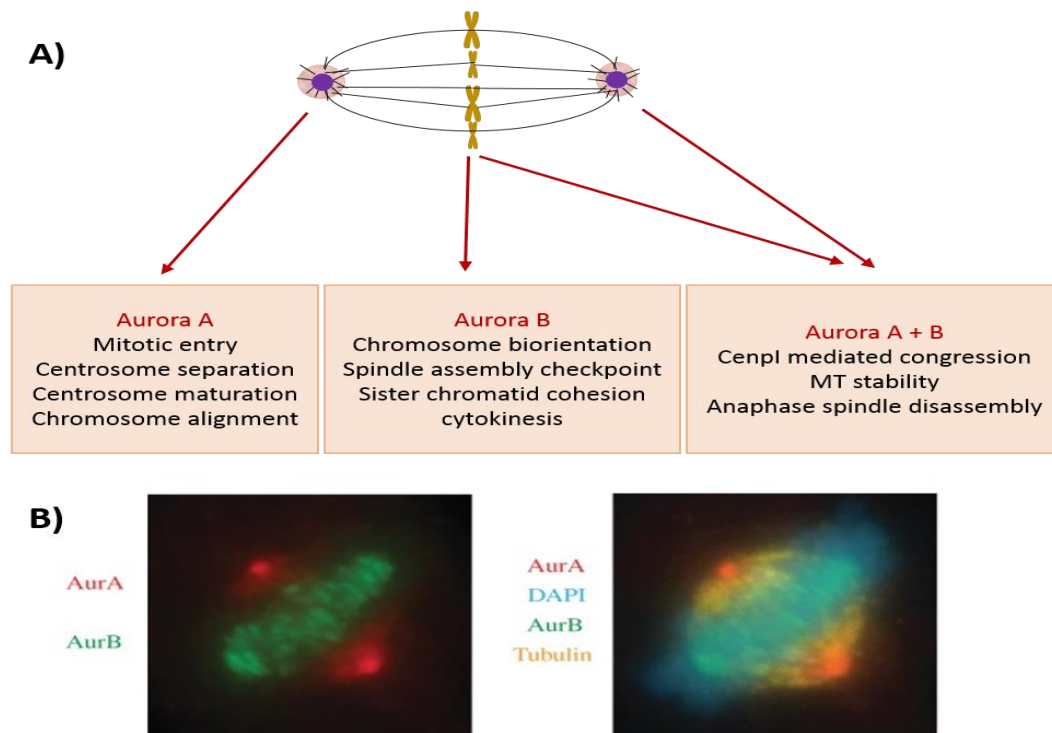 A)
Aurora A
Mitotic entry
Centrosome separation
Centrosome maturation
Chromosome alignment
Aurora B
Chromosome biorientation
Spindle assembly checkpoint
Sister chromatid cohesion
cytokinesis
Aurora A + B
CenpI mediated congression
MT stability
Anaphase spindle disassembly
B)
AurA
AurB
AurA
DAPI
AurB
Tubulin